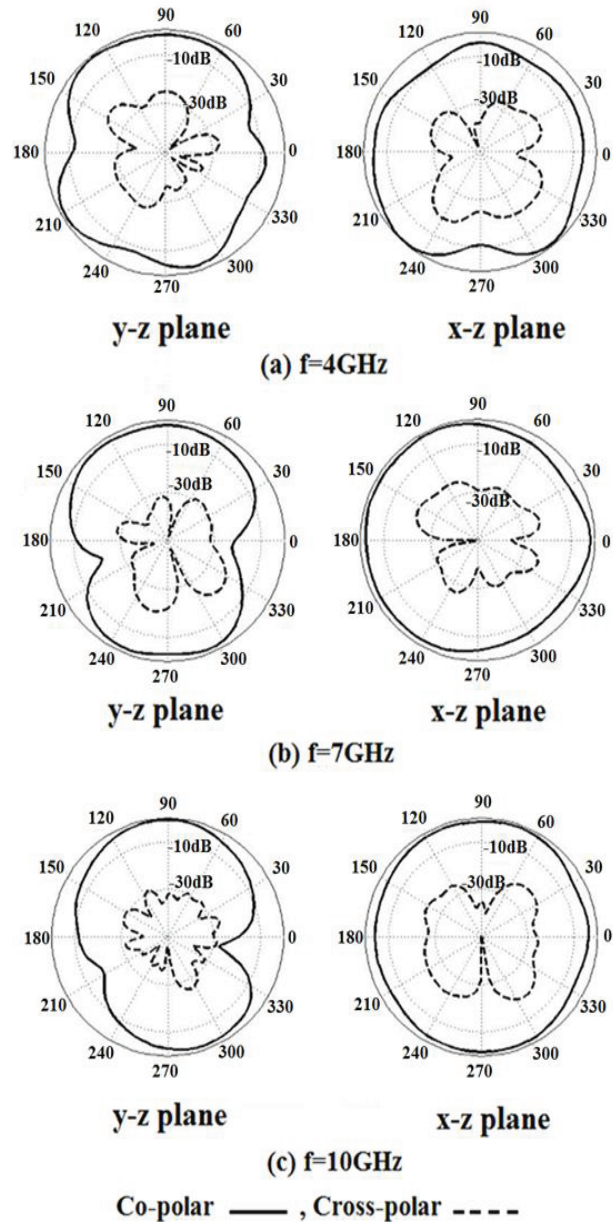 90 90
120 60 120 60
-10dB -10dB
150 30 150 30
-30dB -30dB
180 0 180 0
210 330 210 330
240 300 240 300
270 270
y-z plane x-z plane
(a) f=4GHz
90 90
120 60 120 60
-10dB -10dB
150 30 150 30
-30dB -30dB
180 0 180 0
210 330 210 330
240 300 240 300
270 270
y-z plane x-z plane
(b) f=7GHz
90 90
120 60 120 60
-10dB -10dB
150 30 150 30
-30dB -30dB
180 0 180 0
210 330 210 330
240 300 240 300
270 270
y-z plane x-z plane
(c) f=10GHz
Co-polar , Cross-polar